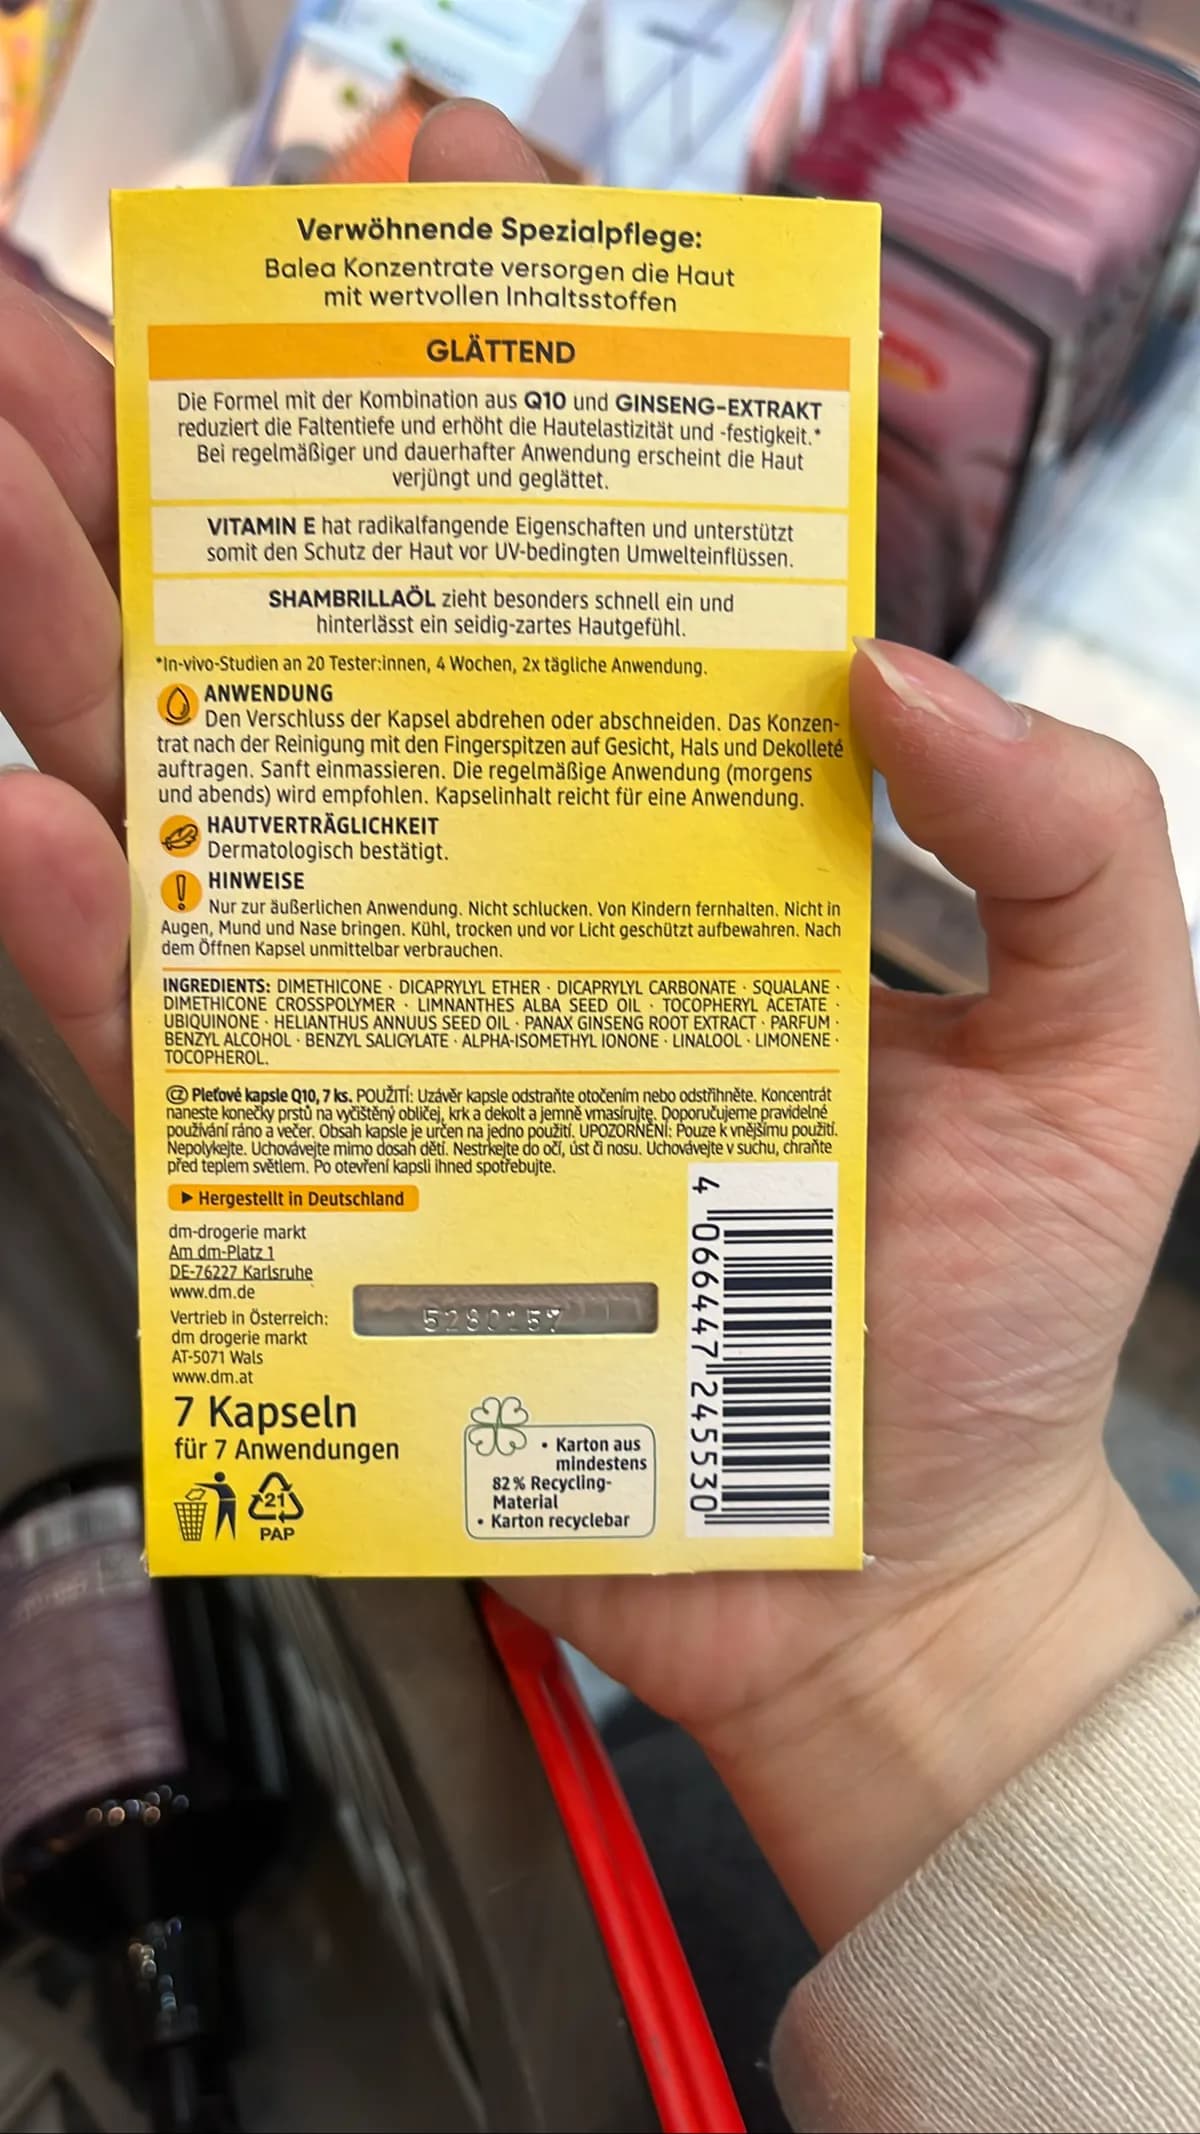 Verwöhnende Spezialpflege:
Balea Konzentrate versorgen die Haut
mit wertvollen Inhaltsstoffen
GLÄTTEND
Die Formel mit der Kombination aus Q10 und GINSENG-EXTRAKT
reduziert die Faltentiefe und erhöht die Hautelastizität und -festigkeit.*
Bei regelmäßiger und dauerhafter Anwendung erscheint die Haut
verjüngt und geglättet.
VITAMIN E hat radikalfangende Eigenschaften und unterstützt
somit den Schutz der Haut vor UV-bedingten Umwelteinflüssen.
SHAMBRILLAÖL zieht besonders schnell ein und
hinterlässt ein seidig-zartes Hautgefühl.
*In-vivo-Studien an 20 Tester:innen, 4 Wochen, 2x tägliche Anwendung.
ANWENDUNG
Den Verschluss der Kapsel abdrehen oder abschneiden. Das Konzen-
trat nach der Reinigung mit den Fingerspitzen auf Gesicht, Hals und Dekolleté
auftragen. Sanft einmassieren. Die regelmäßige Anwendung (morgens
und abends) wird empfohlen. Kapselinhalt reicht für eine Anwendung.
HAUTVERTRÄGLICHKEIT
Dermatologisch bestätigt.
HINWEISE
Nur zur äußerlichen Anwendung. Nicht schlucken. Von Kindern fernhalten. Nicht in
Augen, Mund und Nase bringen. Kühl, trocken und vor Licht geschützt aufbewahren. Nach
dem Öffnen Kapsel unmittelbar verbrauchen.
INGREDIENTS: DIMETHICONE · DICAPRYLYL ETHER · DICAPRYLYL CARBONATE · SQUALANE ·
DIMETHICONE CROSSPOLYMER · LIMNANTHES ALBA SEED OIL · TOCOPHERYL ACETATE ·
UBIQUINONE · HELIANTHUS ANNUUS SEED OIL · PANAX GINSENG ROOT EXTRACT · PARFUM ·
BENZYL ALCOHOL · BENZYL SALICYLATE · ALPHA-ISOMETHYL IONONE · LINALOOL · LIMONENE ·
TOCOPHEROL.
CZ Pleťové kapsle Q10, 7 ks. POUŽITÍ: Uzávěr kapsle odstraňte otočením nebo odstřihněte. Koncentrát
naneste konečky prstů na vyčištěný obličej, krk a dekolt a jemně vmasírujte. Doporučujeme pravidelné
používání ráno a večer. Obsah kapsle je určen na jedno použití. UPOZORNĚNÍ: Pouze k vnějšímu použití.
Nepolykejte. Uchovávejte mimo dosah dětí. Nestrkejte do očí, úst či nosu. Uchovávejte v suchu, chraňte
před teplem světlem. Po otevření kapsli ihned spotřebujte.
Hergestellt in Deutschland
dm-drogerie markt
Am dm-Platz 1
DE-76227 Karlsruhe
www.dm.de
Vertrieb in Österreich:
dm drogerie markt
AT-5071 Wals
www.dm.at
5280157
7 Kapseln
für 7 Anwendungen
21
PAP
• Karton aus
mindestens
82 % Recycling-
Material
• Karton recyclebar
4 066447 245530